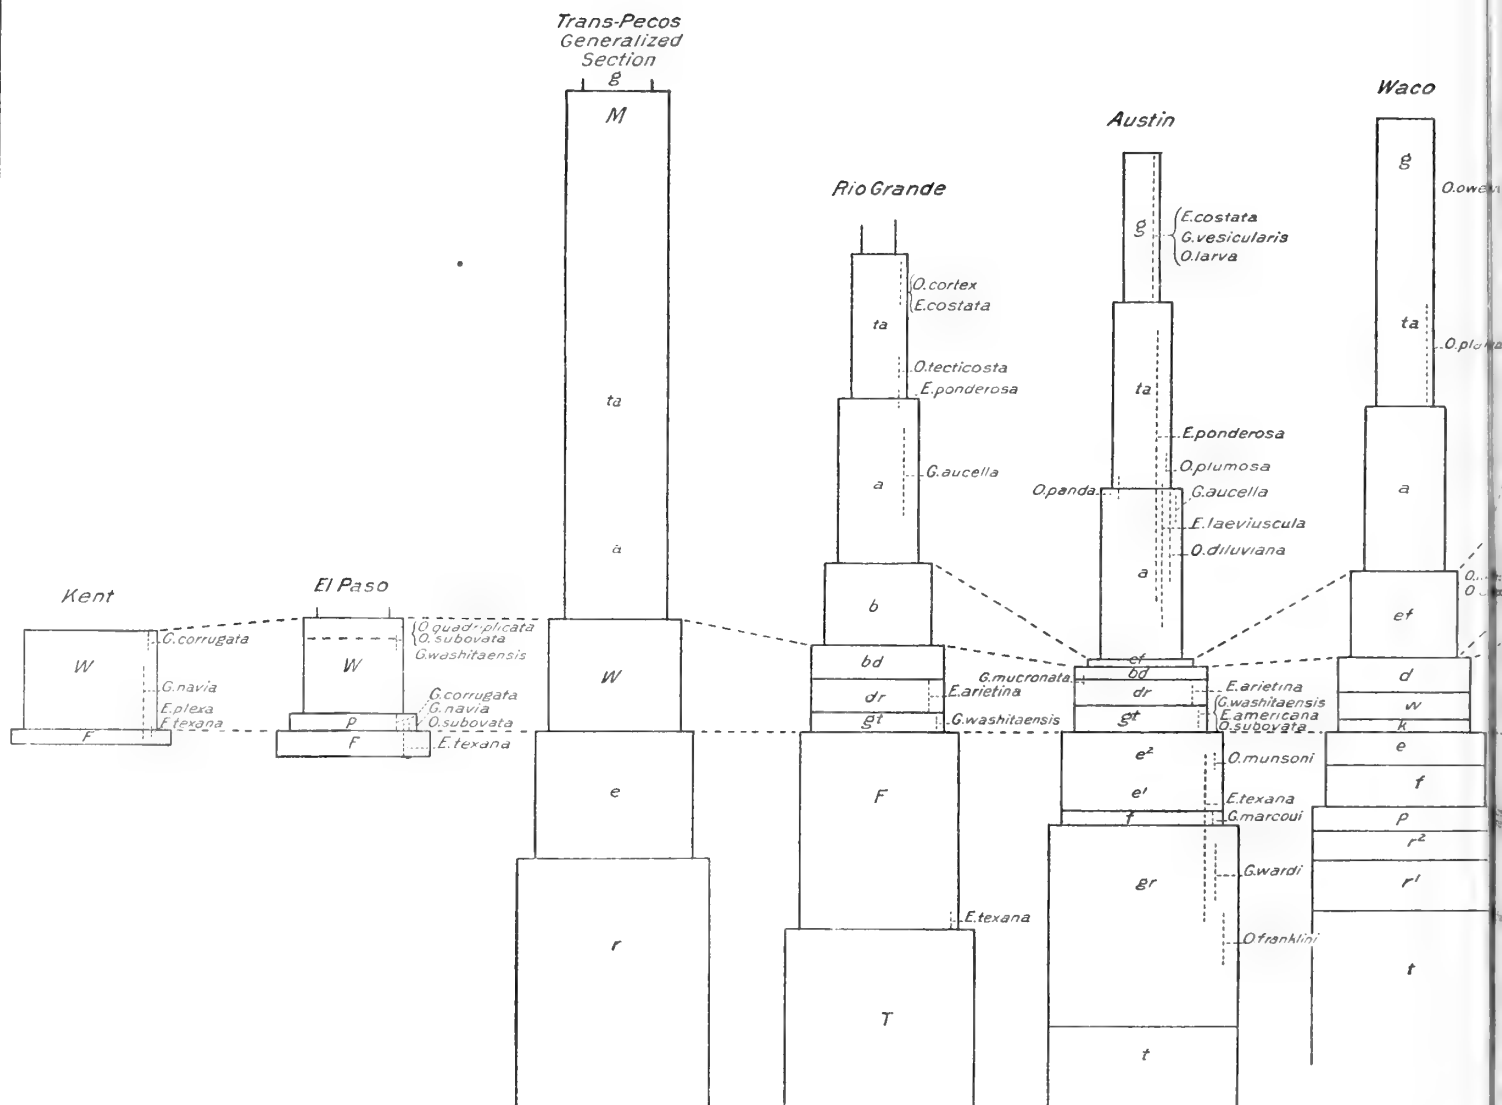 Trans-Pecos
Generalized
Section
g
M
ta
a
W
e
r
Kent
G.corrugata
W
G.navia
E.plexa
E.texana
F
El Paso
O.quadriplicata
O.subovata
G.washitaensis
W
G.corrugata
G.navia
O.subovata
p
F
E.texana
Rio Grande
O.cortex
E.costata
ta
O.tecticosta
E.ponderosa
G.aucella
a
b
bd
dr
E.arietina
gt
G.washitaensis
F
E.texana
T
Austin
g
E.costata
G.vesicularis
O.larva
ta
E.ponderosa
O.plumosa
O.panda
G.aucella
E.laeviuscula
O.diluviana
a
ef
bd
G.mucronata
dr
E.arietina
G.washitaensis
gt
E.americana
O.subovata
e²
O.munsoni
e'
E.texana
f
G.marcoui
gr
G.wardi
O.franklini
t
Waco
g
ta
a
ef
d
w
k
e
f
p
r²
r'
t